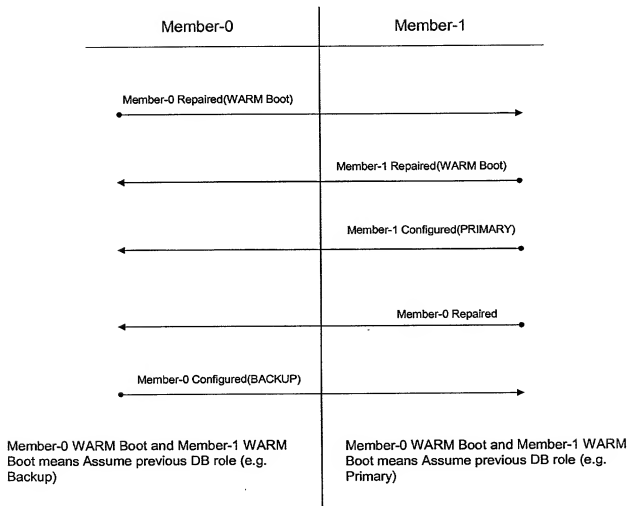 Member-0
Member-1
Member-0 Repaired(WARM Boot)
Member-1 Repaired(WARM Boot)
Member-1 Configured(PRIMARY)
Member-0 Repaired
Member-0 Configured(BACKUP)
Member-0 WARM Boot and Member-1 WARM
Boot means Assume previous DB role (e.g.
Backup)
Member-0 WARM Boot and Member-1 WARM
Boot means Assume previous DB role (e.g.
Primary)